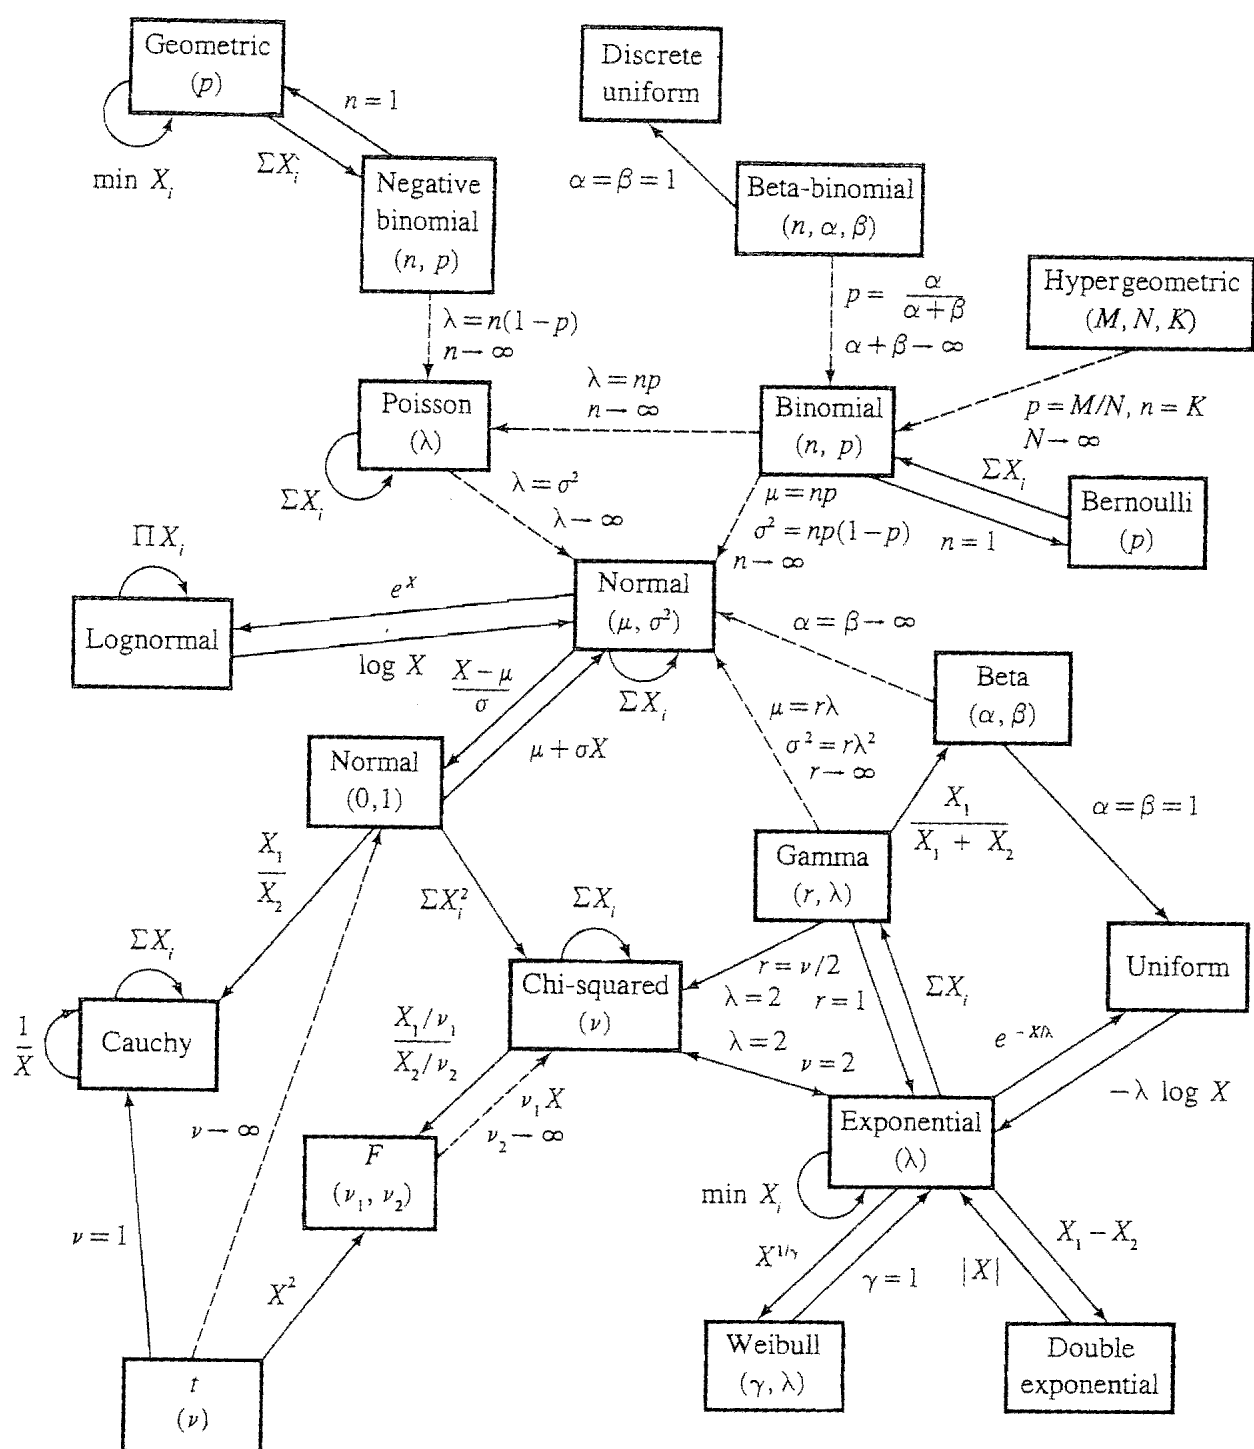 Geometric
(p)
min X_i
n = 1
ΣX_i
Negative
binomial
(n, p)
Discrete
uniform
α = β = 1
Beta-binomial
(n, α, β)
λ = n(1 − p)
n → ∞
p = α / (α + β)
α + β → ∞
Hypergeometric
(M, N, K)
Poisson
(λ)
ΣX_i
λ = np
n → ∞
Binomial
(n, p)
p = M/N, n = K
N → ∞
ΣX_i
Bernoulli
(p)
n = 1
λ = σ²
λ → ∞
μ = np
σ² = np(1 − p)
n → ∞
ΠX_i
Lognormal
e^X
log X
Normal
(μ, σ²)
ΣX_i
α = β → ∞
Beta
(α, β)
(X − μ) / σ
μ + σX
μ = rλ
σ² = rλ²
r → ∞
Normal
(0,1)
X_1 / X_2
ΣX_i²
X_1 / (X_1 + X_2)
α = β = 1
Gamma
(r, λ)
ΣX_i
1/X
Cauchy
ΣX_i
Chi-squared
(ν)
r = ν/2
λ = 2
r = 1
ΣX_i
Uniform
X_1/ν_1
X_2/ν_2
λ = 2
ν = 2
e^{−X/λ}
−λ log X
ν_1 X
ν_2 → ∞
ν → ∞
F
(ν_1, ν_2)
Exponential
(λ)
min X_i
ν = 1
X²
X^{1/γ}
γ = 1
|X|
X_1 − X_2
t
(ν)
Weibull
(γ, λ)
Double
exponential